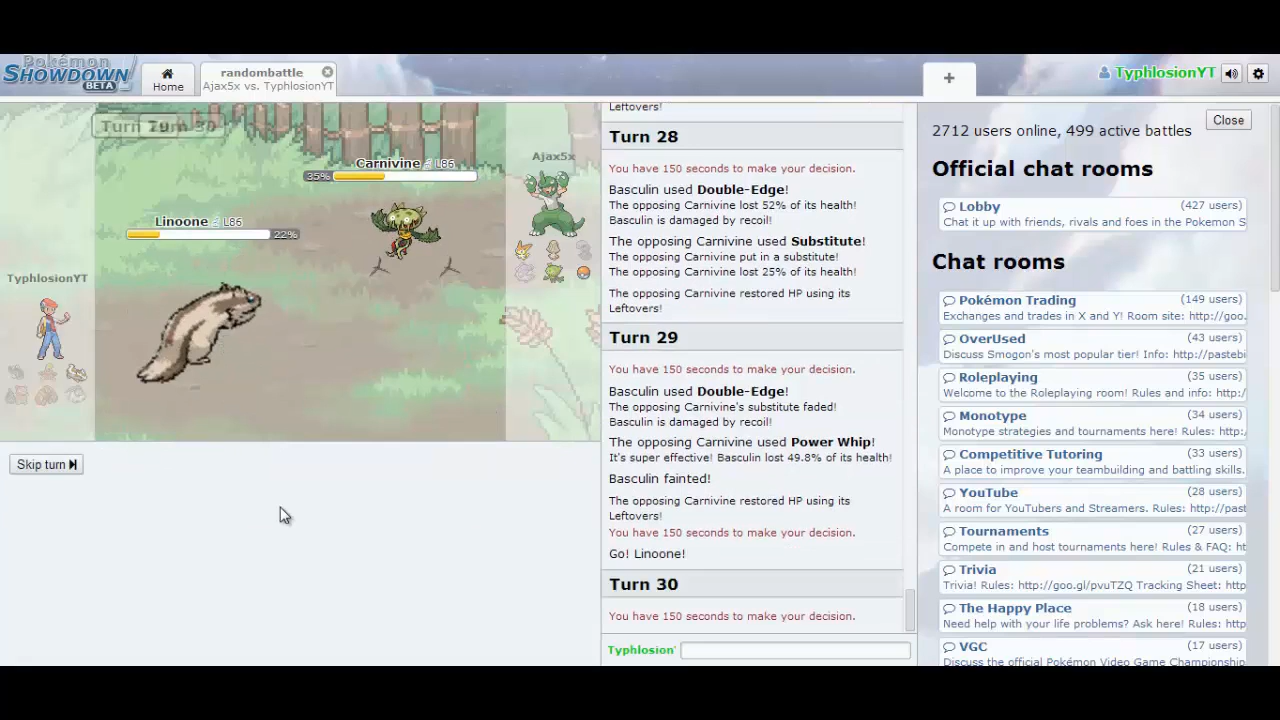 Pokémon
SHOWDOWN
BETA
Home
randombattle
Ajax5x vs. TyphlosionYT
+
TyphlosionYT
Turn 30
Carnivine L85
35%
Linoone L85
22%
TyphlosionYT
Ajax5x
Skip turn
Leftovers!
Turn 28
You have 150 seconds to make your decision.
Basculin used Double-Edge!
The opposing Carnivine lost 52% of its health!
Basculin is damaged by recoil!
The opposing Carnivine used Substitute!
The opposing Carnivine put in a substitute!
The opposing Carnivine lost 25% of its health!
The opposing Carnivine restored HP using its
Leftovers!
Turn 29
You have 150 seconds to make your decision.
Basculin used Double-Edge!
The opposing Carnivine's substitute faded!
Basculin is damaged by recoil!
The opposing Carnivine used Power Whip!
It's super effective! Basculin lost 49.8% of its health!
Basculin fainted!
The opposing Carnivine restored HP using its
Leftovers!
You have 150 seconds to make your decision.
Go! Linoone!
Turn 30
You have 150 seconds to make your decision.
Typhlosion'
2712 users online, 499 active battles
Close
Official chat rooms
Lobby (427 users)
Chat it up with friends, rivals and foes in the Pokemon S
Chat rooms
Pokémon Trading (149 users)
Exchanges and trades in X and Y! Room site: http://goo.
OverUsed (43 users)
Discuss Smogon's most popular tier! Info: http://pastebi
Roleplaying (35 users)
Welcome to the Roleplaying room! Rules and info: http:/
Monotype (34 users)
Monotype strategies and tournaments here! Rules:
Competitive Tutoring (33 users)
A place to improve your teambuilding and battling skills.
YouTube (28 users)
A room for YouTubers and Streamers. Rules: http://past
Tournaments (27 users)
Compete in and host tournaments here! Rules & FAQ: ht
Trivia (21 users)
Trivia! Rules: http://goo.gl/pvuTZQ Tracking Sheet: http
The Happy Place (18 users)
Need help with your life problems? Ask here! Rules: http
VGC (17 users)
Discuss the official Pokémon Video Game Championship